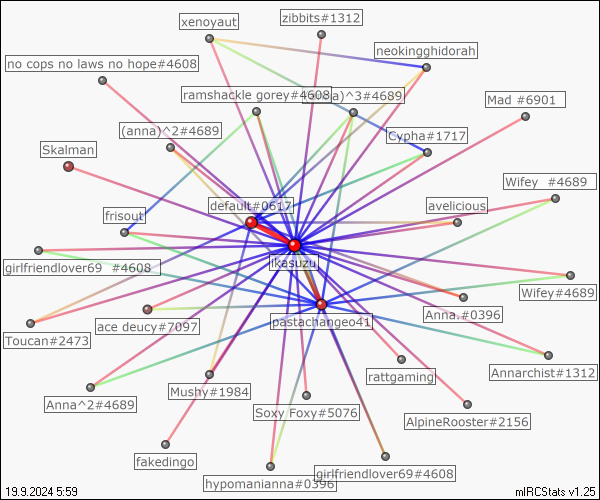 xenoyaut
zibbits#1312
neokingghidorah
no cops no laws no hope#4608
ramshackle gorey#4608
a)^3#4689
Mad #6901
(anna)^2#4689
Cypha#1717
Skalman
Wifey #4689
default#0617
avelicious
frisout
ikasuzu
girlfriendlover69 #4608
Wifey#4689
Anna.#0396
pastachangeo41
ace deucy#7097
Toucan#2473
Annarchist#1312
rattgaming
Mushy#1984
Anna^2#4689
Soxy Foxy#5076
AlpineRooster#2156
fakedingo
girlfriendlover69#4608
hypomanianna#0396
19.9.2024 5:59
mIRCStats v1.25